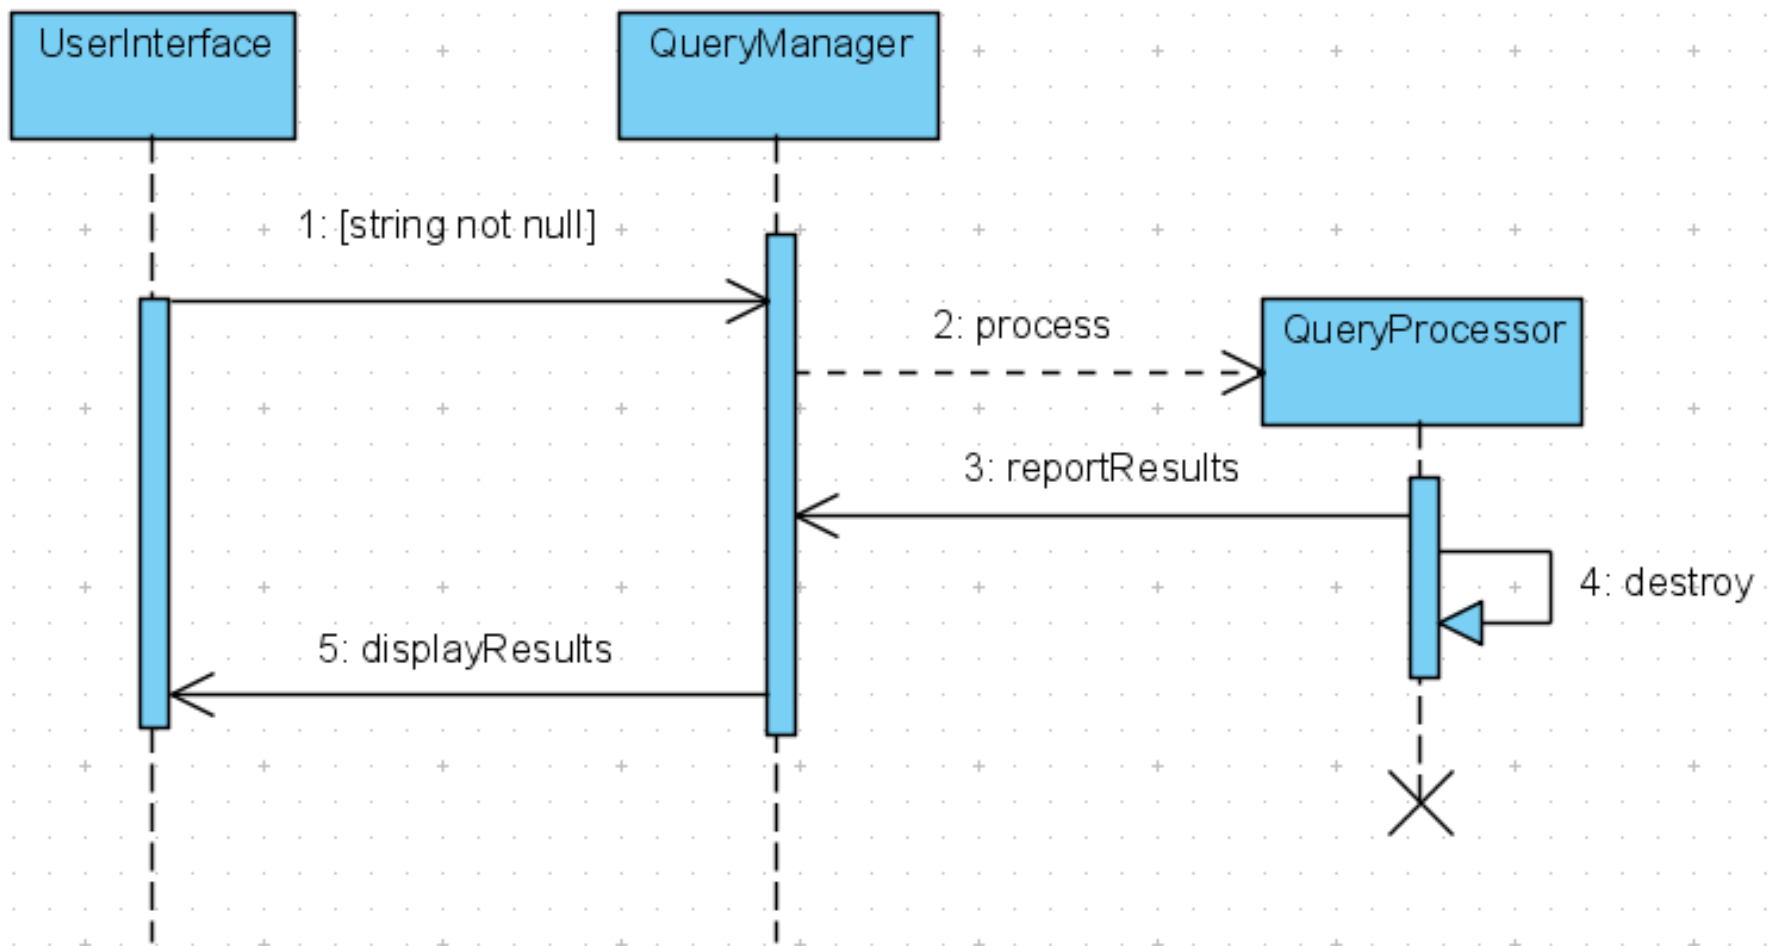 UserInterface
QueryManager
1: [string not null]
2: process
QueryProcessor
3: reportResults
4: destroy
5: displayResults